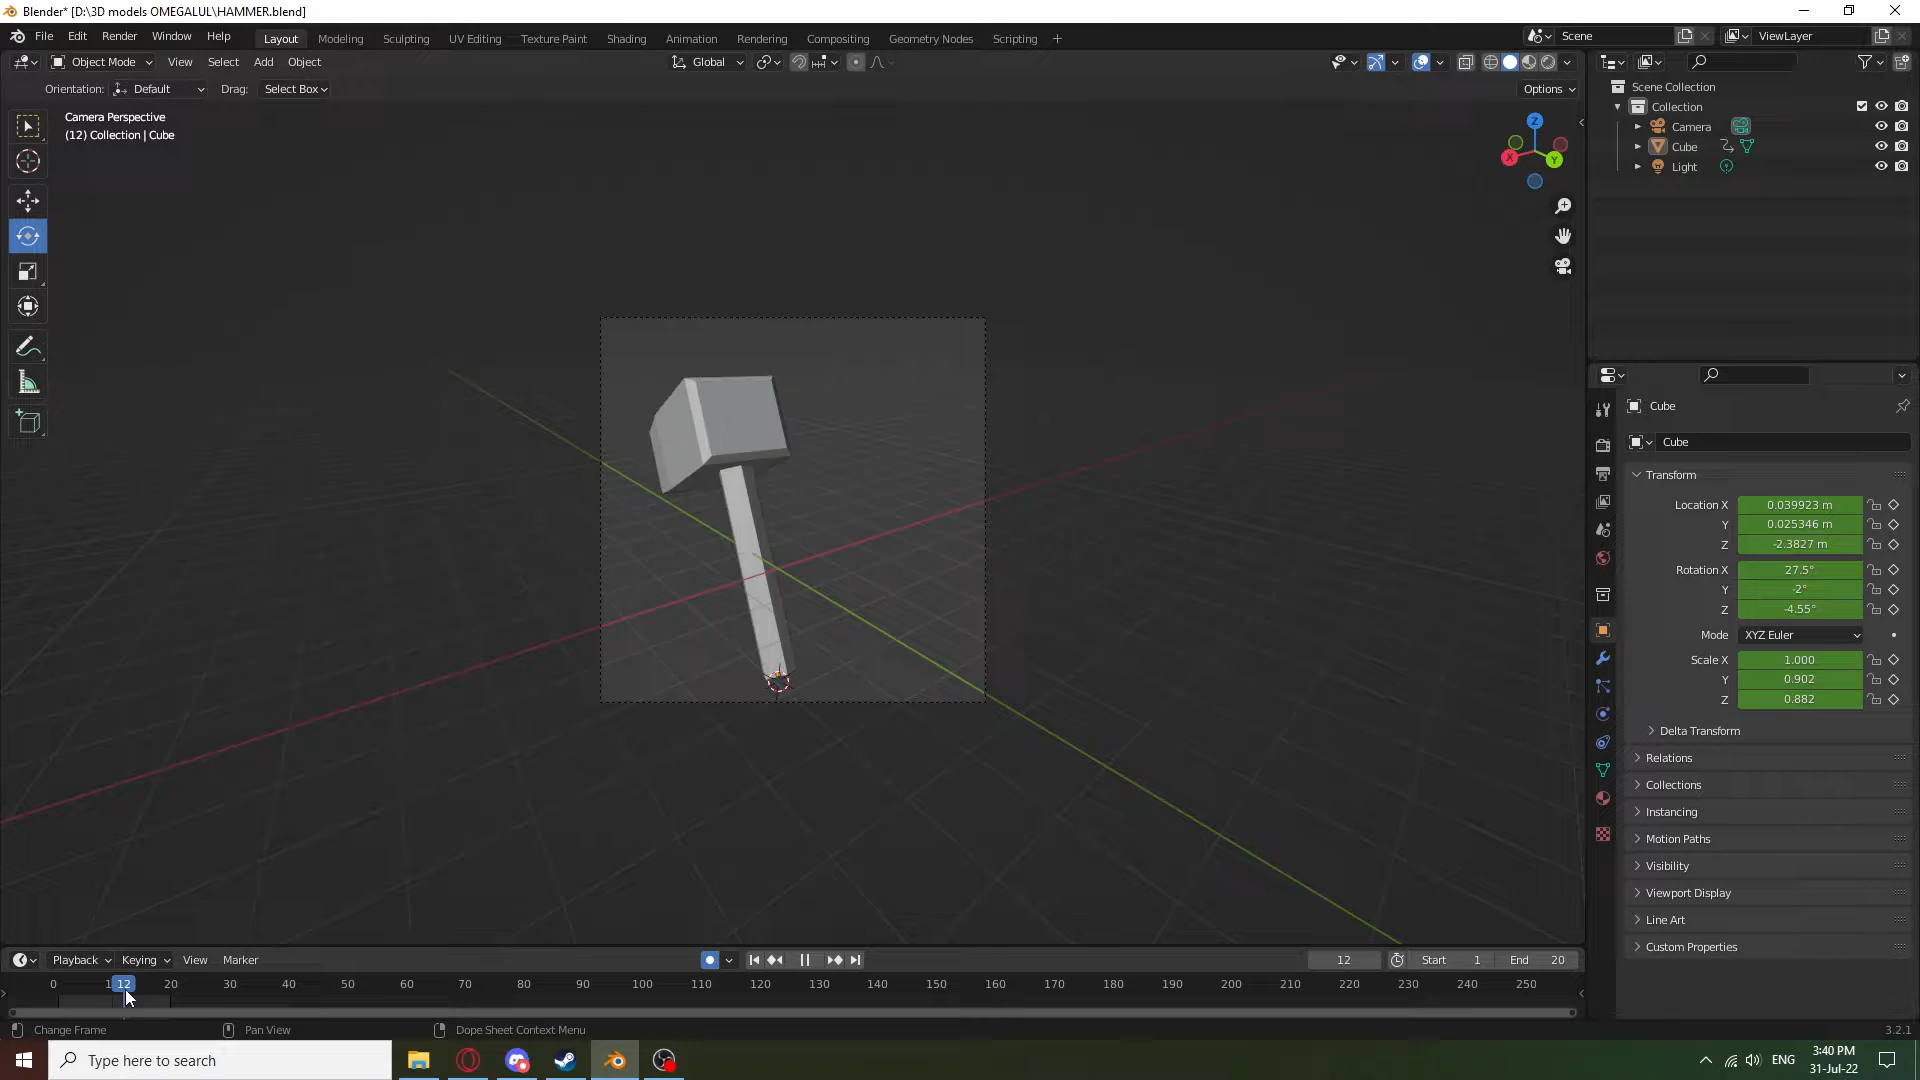 Blender* [D:\3D models OMEGALUL\HAMMER.blend]
File Edit Render Window Help Layout Modeling Sculpting UV Editing Texture Paint Shading Animation Rendering Compositing Geometry Nodes Scripting + Scene ViewLayer
Object Mode View Select Add Object Global
Orientation: Default Drag: Select Box Options
Camera Perspective
(12) Collection | Cube
Z
X
Y
Scene Collection
Collection
Camera
Cube
Light
Cube
Cube
Transform
Location X 0.039923 m
Y 0.025346 m
Z -2.3827 m
Rotation X 27.5°
Y -2°
Z -4.55°
Mode XYZ Euler
Scale X 1.000
Y 0.902
Z 0.882
Delta Transform
Relations
Collections
Instancing
Motion Paths
Visibility
Viewport Display
Line Art
Custom Properties
Playback Keying View Marker 12 Start 1 End 20
0 1 12 20 30 40 50 60 70 80 90 100 110 120 130 140 150 160 170 180 190 200 210 220 230 240 250
Change Frame Pan View Dope Sheet Context Menu 3.2.1
Type here to search ENG 3:40 PM
31-Jul-22